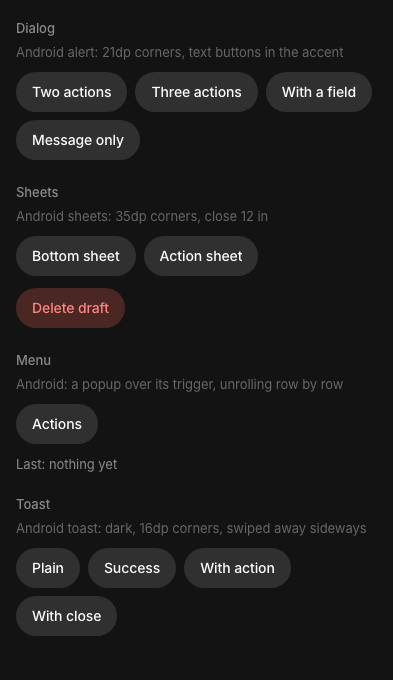 Dialog
Android alert: 21dp corners, text buttons in the accent
Two actions Three actions With a field
Message only
Sheets
Android sheets: 35dp corners, close 12 in
Bottom sheet Action sheet
Delete draft
Menu
Android: a popup over its trigger, unrolling row by row
Actions
Last: nothing yet
Toast
Android toast: dark, 16dp corners, swiped away sideways
Plain Success With action
With close